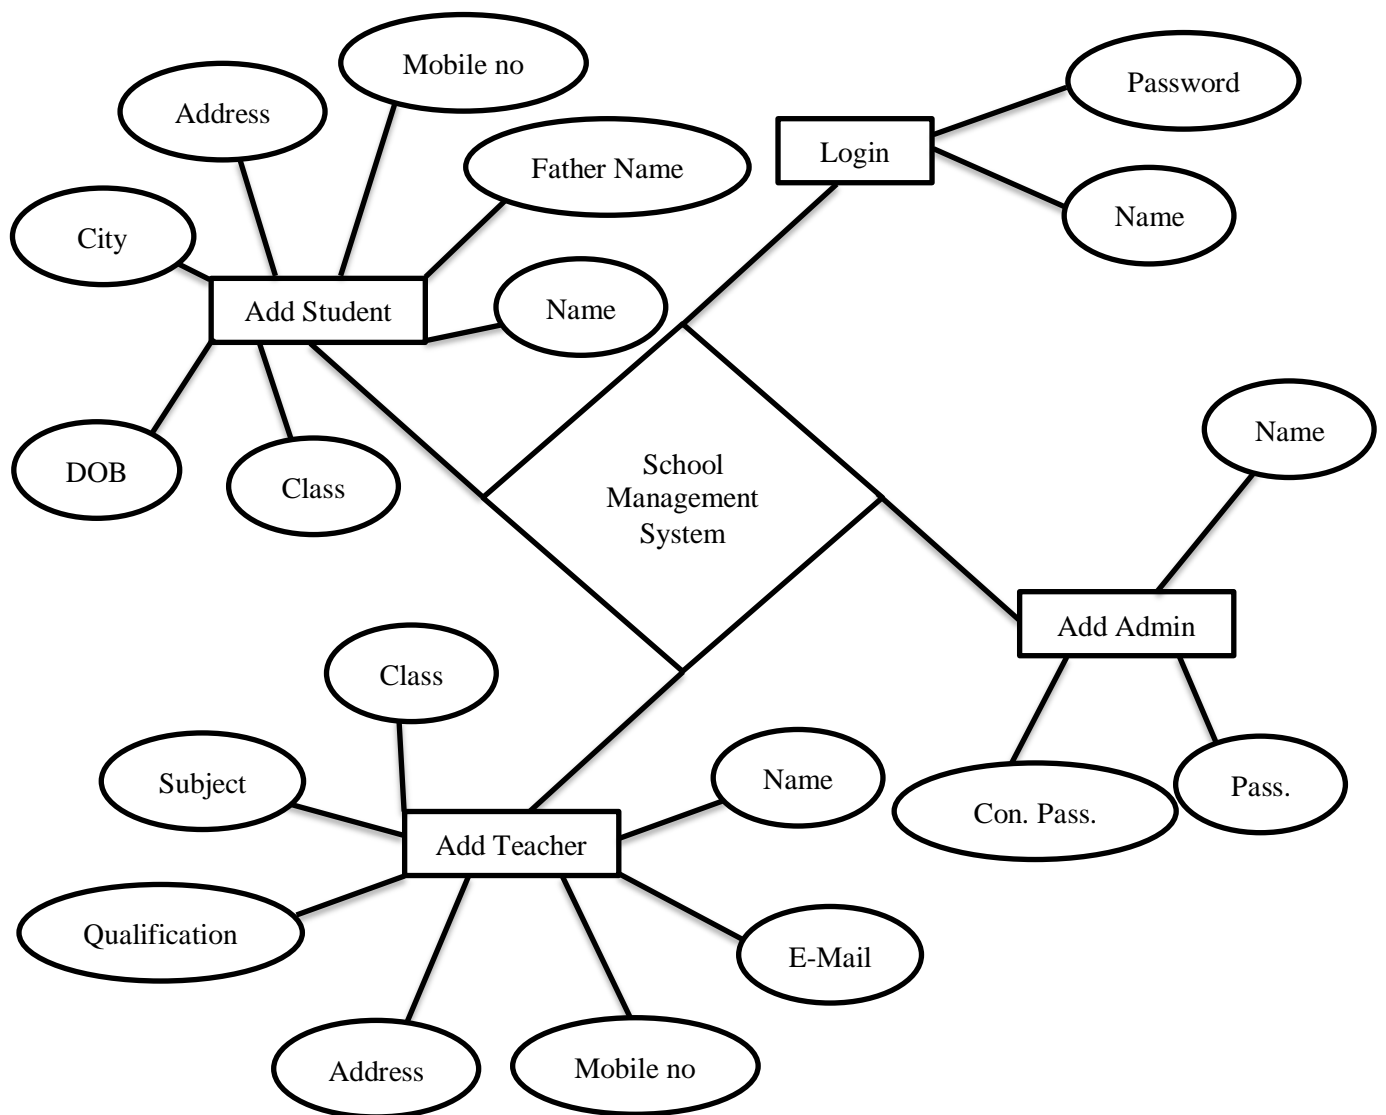 Mobile no
Password
Address
Login
Father Name
Name
City
Add Student
Name
Name
School
Management
System
DOB
Class
Add Admin
Class
Name
Subject
Pass.
Con. Pass.
Add Teacher
Qualification
E-Mail
Address
Mobile no